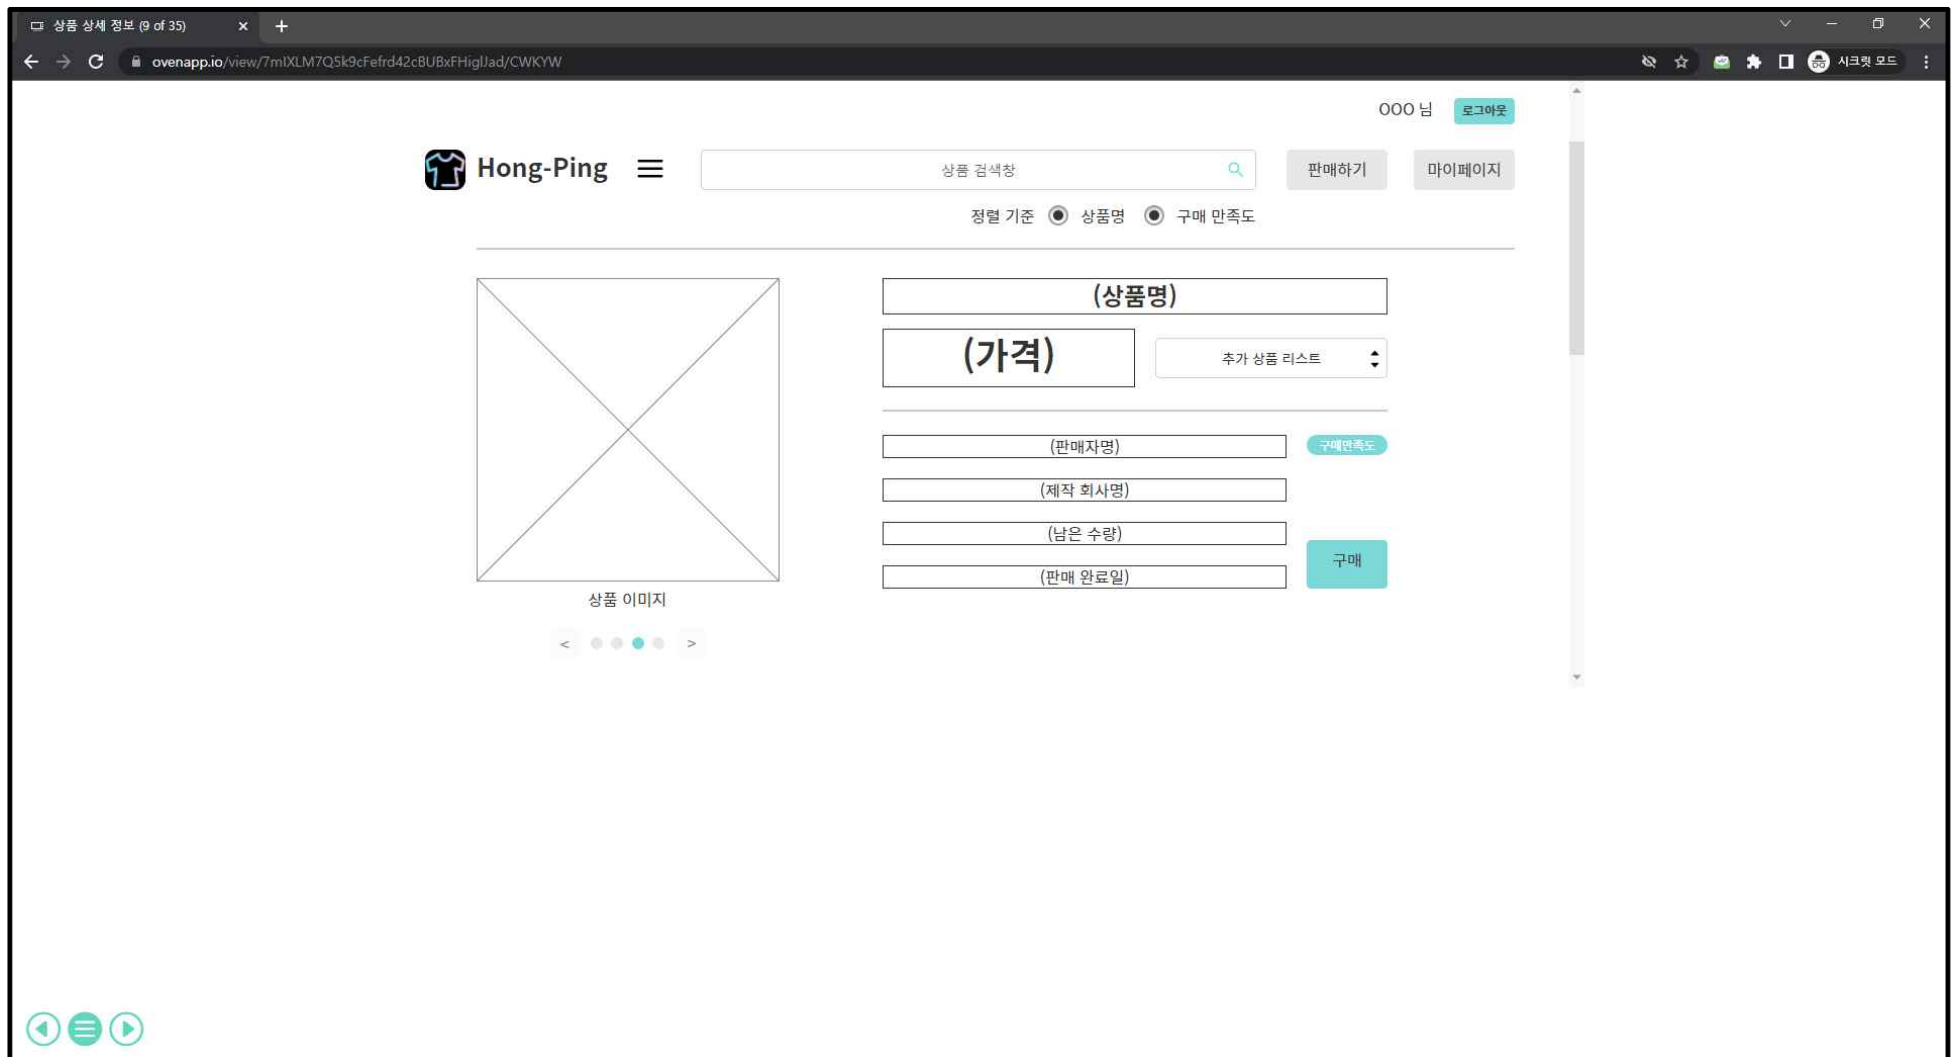 상품 상세 정보 (9 of 35)
ovenapp.io/view/7mIXLM7Q5k9cFefrd42cBUBxFHiglJad/CWKYW
시크릿 모드
OOO 님 로그아웃
Hong-Ping 상품 검색창 판매하기 마이페이지
정렬 기준 상품명 구매 만족도
(상품명)
(가격) 추가 상품 리스트
(판매자명) 구매만족도
(제작 회사명)
(남은 수량)
구매
(판매 완료일)
상품 이미지
< >